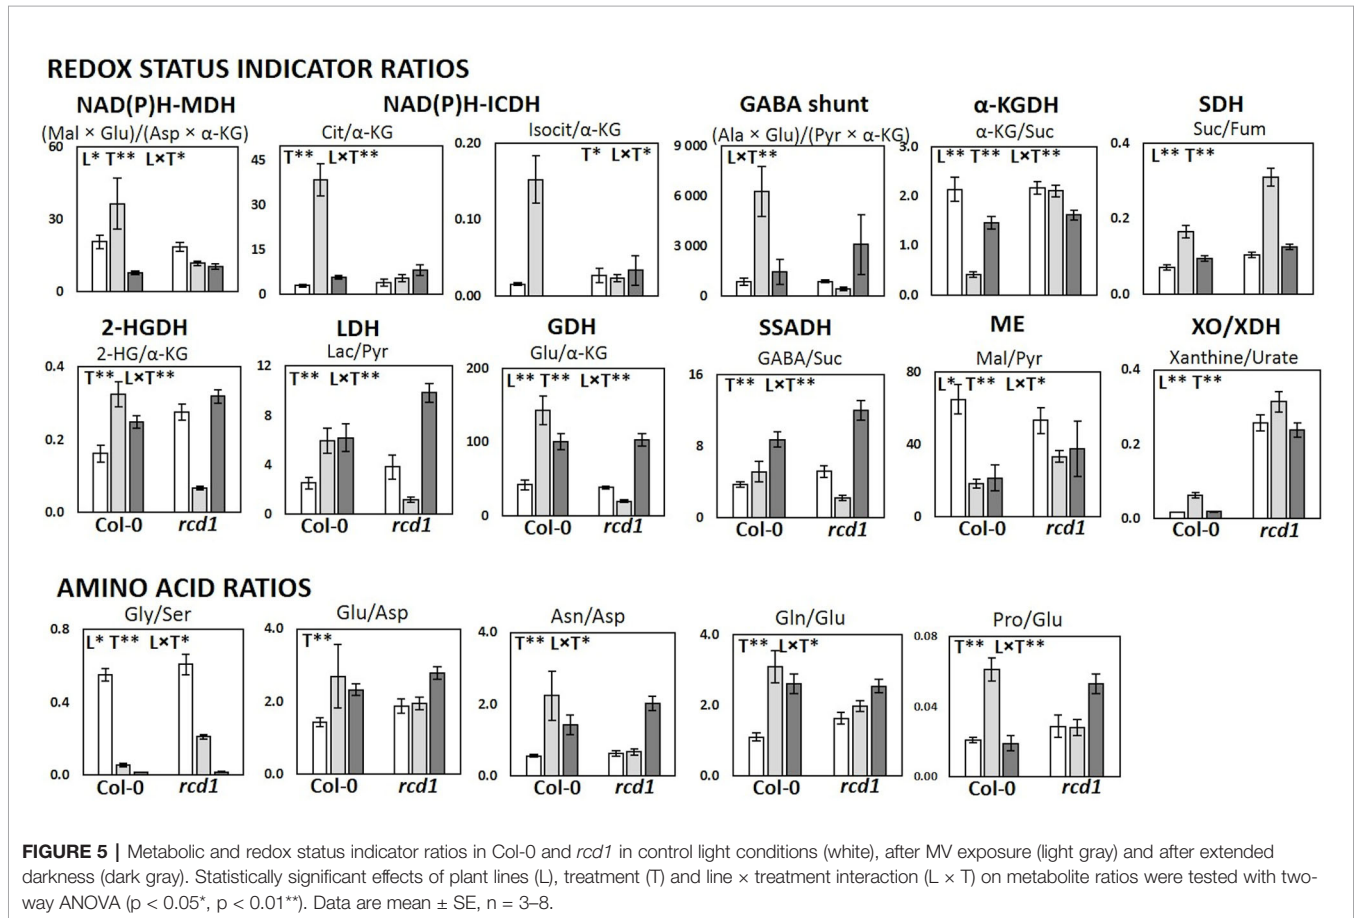 REDOX STATUS INDICATOR RATIOS
NAD(P)H-MDH
(Mal × Glu)/(Asp × α-KG)
60
30
0
L* T** L×T*
NAD(P)H-ICDH
Cit/α-KG
45
30
15
0
T** L×T**
Isocit/α-KG
0.20
0.10
0.00
T* L×T*
GABA shunt
(Ala × Glu)/(Pyr × α-KG)
9 000
6 000
3 000
0
L×T**
α-KGDH
α-KG/Suc
3.0
2.0
1.0
0.0
L** T** L×T**
SDH
Suc/Fum
0.4
0.2
0.0
L** T**
2-HGDH
2-HG/α-KG
0.4
0.2
0.0
T** L×T**
Col-0 rcd1
LDH
Lac/Pyr
12
8
4
0
T** L×T**
Col-0 rcd1
GDH
Glu/α-KG
200
100
0
L** T** L×T**
Col-0 rcd1
SSADH
GABA/Suc
16
8
0
T** L×T**
Col-0 rcd1
ME
Mal/Pyr
80
40
0
L* T** L×T*
Col-0 rcd1
XO/XDH
Xanthine/Urate
0.4
0.2
0.0
L** T**
Col-0 rcd1
AMINO ACID RATIOS
Gly/Ser
0.8
0.4
0.0
L* T** L×T*
Col-0 rcd1
Glu/Asp
4.0
2.0
0.0
T**
Col-0 rcd1
Asn/Asp
4.0
2.0
0.0
T** L×T*
Col-0 rcd1
Gln/Glu
4.0
2.0
0.0
T** L×T*
Col-0 rcd1
Pro/Glu
0.08
0.04
0.00
T** L×T**
Col-0 rcd1
FIGURE 5 | Metabolic and redox status indicator ratios in Col-0 and rcd1 in control light conditions (white), after MV exposure (light gray) and after extended
darkness (dark gray). Statistically significant effects of plant lines (L), treatment (T) and line × treatment interaction (L × T) on metabolite ratios were tested with two-
way ANOVA (p < 0.05*, p < 0.01**). Data are mean ± SE, n = 3–8.